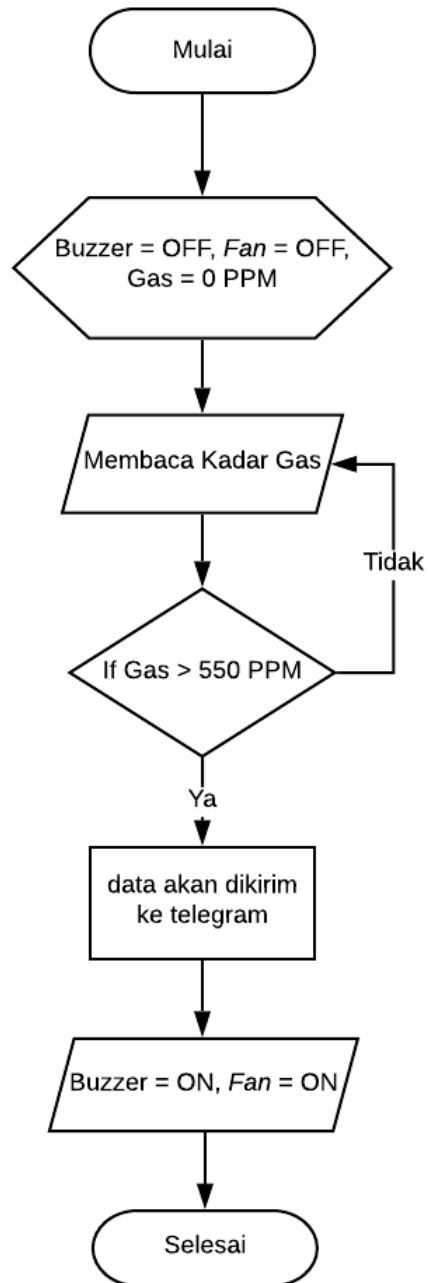 Mulai
Buzzer = OFF, Fan = OFF,
Gas = 0 PPM
Membaca Kadar Gas
Tidak
If Gas > 550 PPM
Ya
data akan dikirim
ke telegram
Buzzer = ON, Fan = ON
Selesai